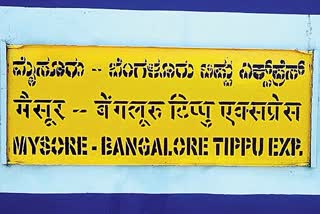 ಮೈಸೂರು -- ಬೆಂಗಳೂರು ಟಿಪ್ಪು ಎಕ್ಸ್‌ಪ್ರೆಸ್
मैसूर -- बेंगलूरु टिप्पु एक्सप्रेस
MYSORE - BANGALORE TIPPU EXP.